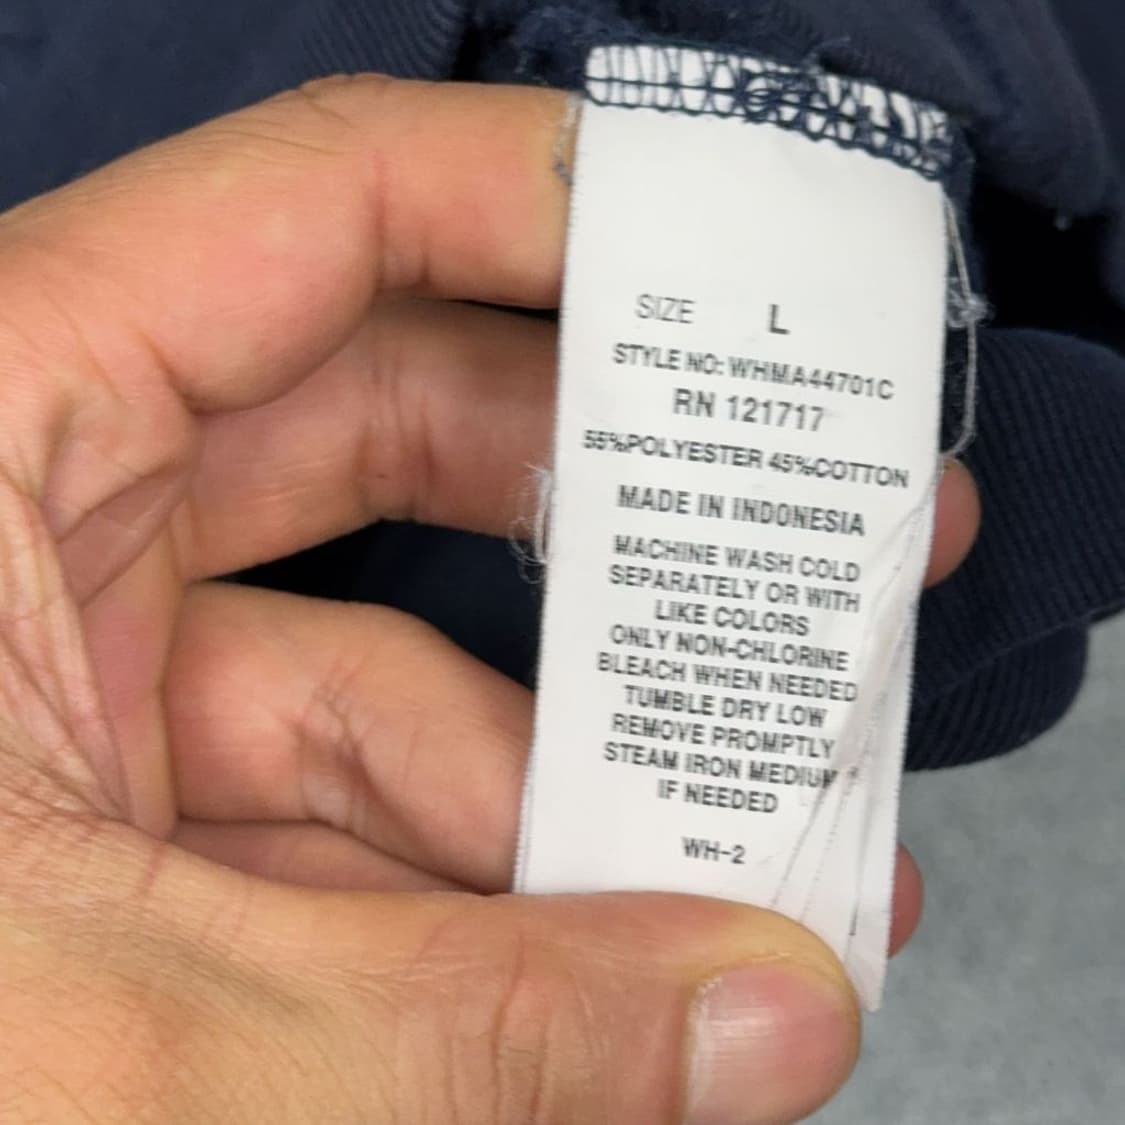 SIZE L
STYLE NO: WHMA44701C
RN 121717
55%POLYESTER 45%COTTON
MADE IN INDONESIA
MACHINE WASH COLD
SEPARATELY OR WITH
LIKE COLORS
ONLY NON-CHLORINE
BLEACH WHEN NEEDED
TUMBLE DRY LOW
REMOVE PROMPTLY
STEAM IRON MEDIUM
IF NEEDED
WH-2